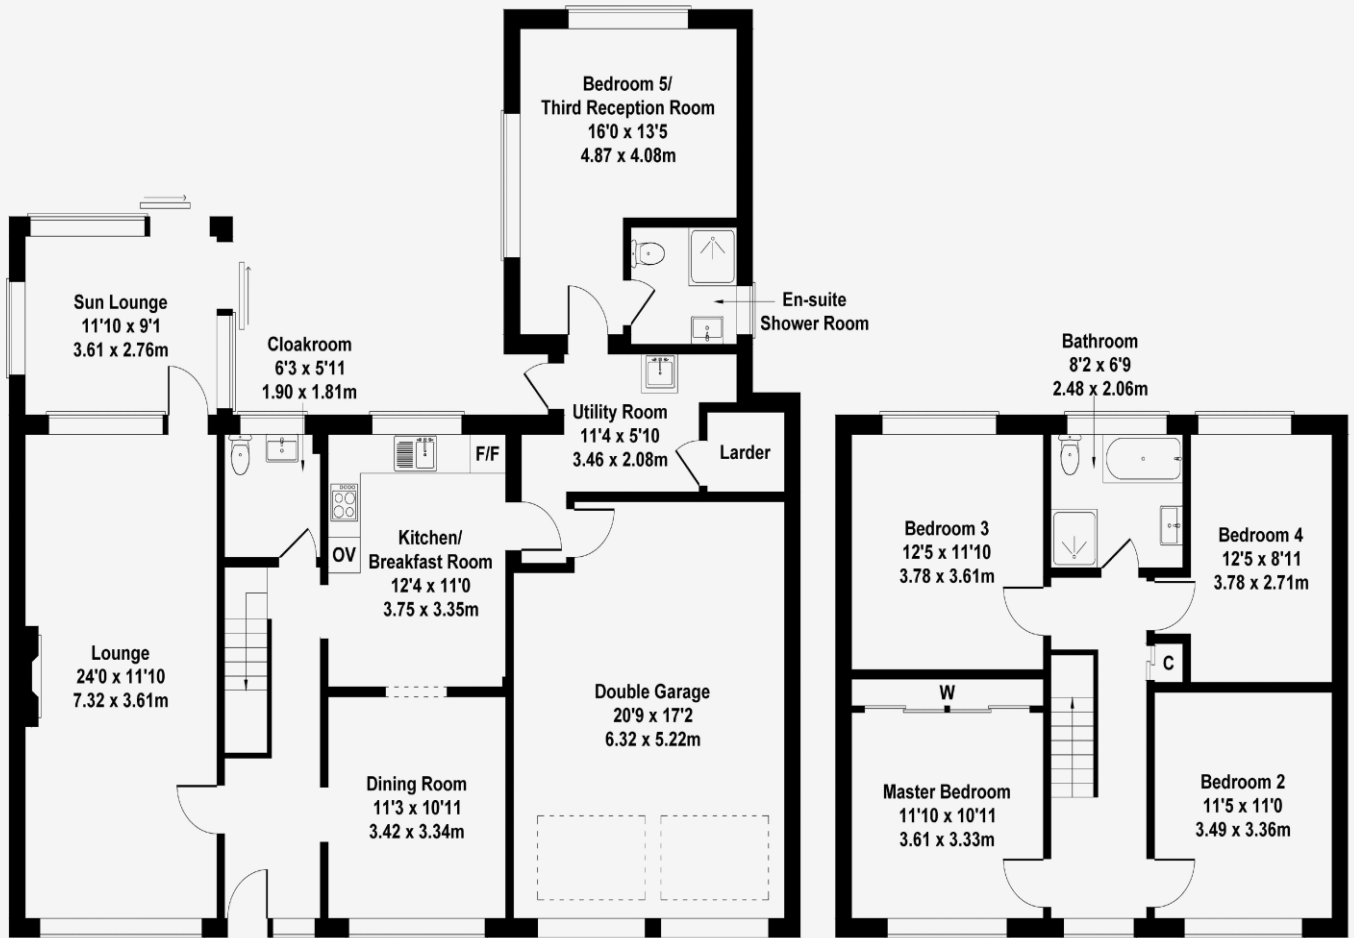 Bedroom 5/
Third Reception Room
16'0 x 13'5
4.87 x 4.08m
Sun Lounge
11'10 x 9'1
3.61 x 2.76m
Cloakroom
6'3 x 5'11
1.90 x 1.81m
En-suite
Shower Room
Utility Room
11'4 x 5'10
3.46 x 2.08m
Larder
F/F
OV
Kitchen/
Breakfast Room
12'4 x 11'0
3.75 x 3.35m
Lounge
24'0 x 11'10
7.32 x 3.61m
Dining Room
11'3 x 10'11
3.42 x 3.34m
Double Garage
20'9 x 17'2
6.32 x 5.22m
Bathroom
8'2 x 6'9
2.48 x 2.06m
Bedroom 3
12'5 x 11'10
3.78 x 3.61m
Bedroom 4
12'5 x 8'11
3.78 x 2.71m
C
W
Master Bedroom
11'10 x 10'11
3.61 x 3.33m
Bedroom 2
11'5 x 11'0
3.49 x 3.36m